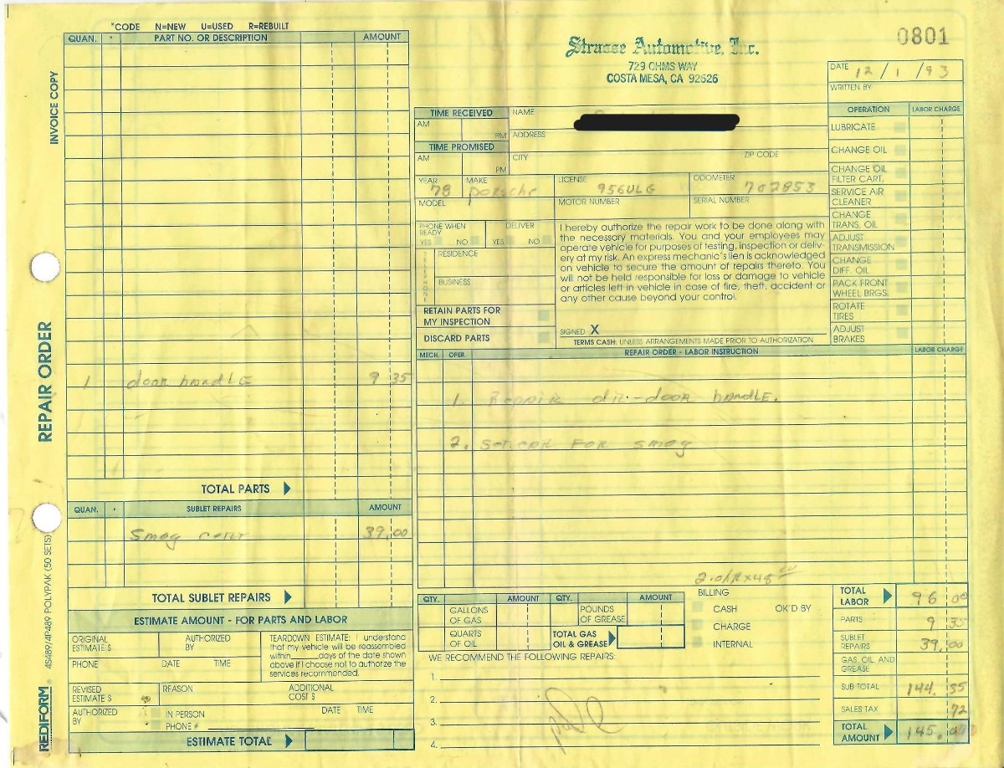 *CODE N=NEW U=USED R=REBUILT
QUAN. * PART NO. OR DESCRIPTION AMOUNT
1 door handle 9 35
TOTAL PARTS
QUAN. * SUBLET REPAIRS AMOUNT
Smog 39.00
TOTAL SUBLET REPAIRS
ESTIMATE AMOUNT - FOR PARTS AND LABOR
ORIGINAL ESTIMATE $ AUTHORIZED BY
PHONE DATE TIME
TEARDOWN ESTIMATE: I understand
that my vehicle will be reassembled
within____days of the date shown
above if I choose not to authorize the
services recommended.
REVISED ESTIMATE $ REASON ADDITIONAL COST $
AUTHORIZED BY IN PERSON DATE TIME
PHONE #
ESTIMATE TOTAL
INVOICE COPY
REPAIR ORDER
REDIFORM ® 4S489/4P489 POLYPAK (50 SETS)
Strasse Automotive, Inc.
729 OHMS WAY
COSTA MESA, CA 92626
0801
DATE 12/1/93
WRITTEN BY
TIME RECEIVED
AM PM
TIME PROMISED
AM PM
NAME
ADDRESS
CITY ZIP CODE
YEAR MAKE LICENSE ODOMETER
78 Porsche 956ULG 702853
MODEL MOTOR NUMBER SERIAL NUMBER
PHONE WHEN READY DELIVER
YES NO YES NO
TELEPHONE
RESIDENCE
BUSINESS
RETAIN PARTS FOR
MY INSPECTION
DISCARD PARTS
I hereby authorize the repair work to be done along with
the necessary materials. You and your employees may
operate vehicle for purposes of testing, inspection or deliv-
ery at my risk. An express mechanic's lien is acknowledged
on vehicle to secure the amount of repairs thereto. You
will not be held responsible for loss or damage to vehicle
or articles left in vehicle in case of fire, theft, accident or
any other cause beyond your control.
SIGNED X
TERMS CASH: UNLESS ARRANGEMENTS MADE PRIOR TO AUTHORIZATION
OPERATION LABOR CHARGE
LUBRICATE
CHANGE OIL
CHANGE OIL
FILTER CART.
SERVICE AIR
CLEANER
CHANGE
TRANS. OIL
ADJUST
TRANSMISSION
CHANGE
DIFF. OIL
PACK FRONT
WHEEL BRGS.
ROTATE
TIRES
ADJUST
BRAKES
MECH. OPER. REPAIR ORDER - LABOR INSTRUCTION LABOR CHARGE
1. Repair door handle.
2. for smog
QTY. AMOUNT QTY. AMOUNT
GALLONS OF GAS POUNDS OF GREASE
QUARTS OF OIL TOTAL GAS OIL & GREASE
WE RECOMMEND THE FOLLOWING REPAIRS:
1.
2.
3.
4.
BILLING
CASH OK'D BY
CHARGE
INTERNAL
TOTAL LABOR 96 00
PARTS 9 35
SUBLET REPAIRS 39.00
GAS OIL AND GREASE
SUB TOTAL 144.35
SALES TAX 72
TOTAL AMOUNT 145.07